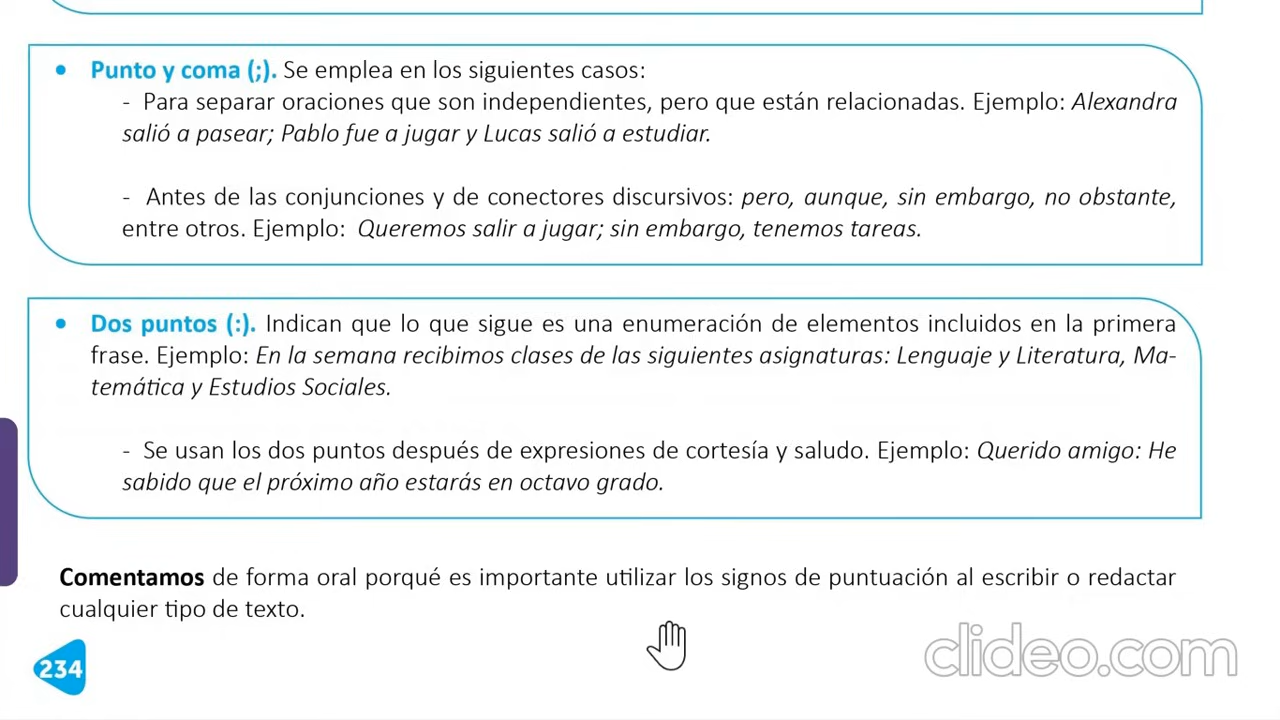 • Punto y coma (;). Se emplea en los siguientes casos:
- Para separar oraciones que son independientes, pero que están relacionadas. Ejemplo: Alexandra
salió a pasear; Pablo fue a jugar y Lucas salió a estudiar.
- Antes de las conjunciones y de conectores discursivos: pero, aunque, sin embargo, no obstante,
entre otros. Ejemplo: Queremos salir a jugar; sin embargo, tenemos tareas.
• Dos puntos (:). Indican que lo que sigue es una enumeración de elementos incluidos en la primera
frase. Ejemplo: En la semana recibimos clases de las siguientes asignaturas: Lenguaje y Literatura, Ma-
temática y Estudios Sociales.
- Se usan los dos puntos después de expresiones de cortesía y saludo. Ejemplo: Querido amigo: He
sabido que el próximo año estarás en octavo grado.
Comentamos de forma oral porqué es importante utilizar los signos de puntuación al escribir o redactar
cualquier tipo de texto.
234
clideo.com